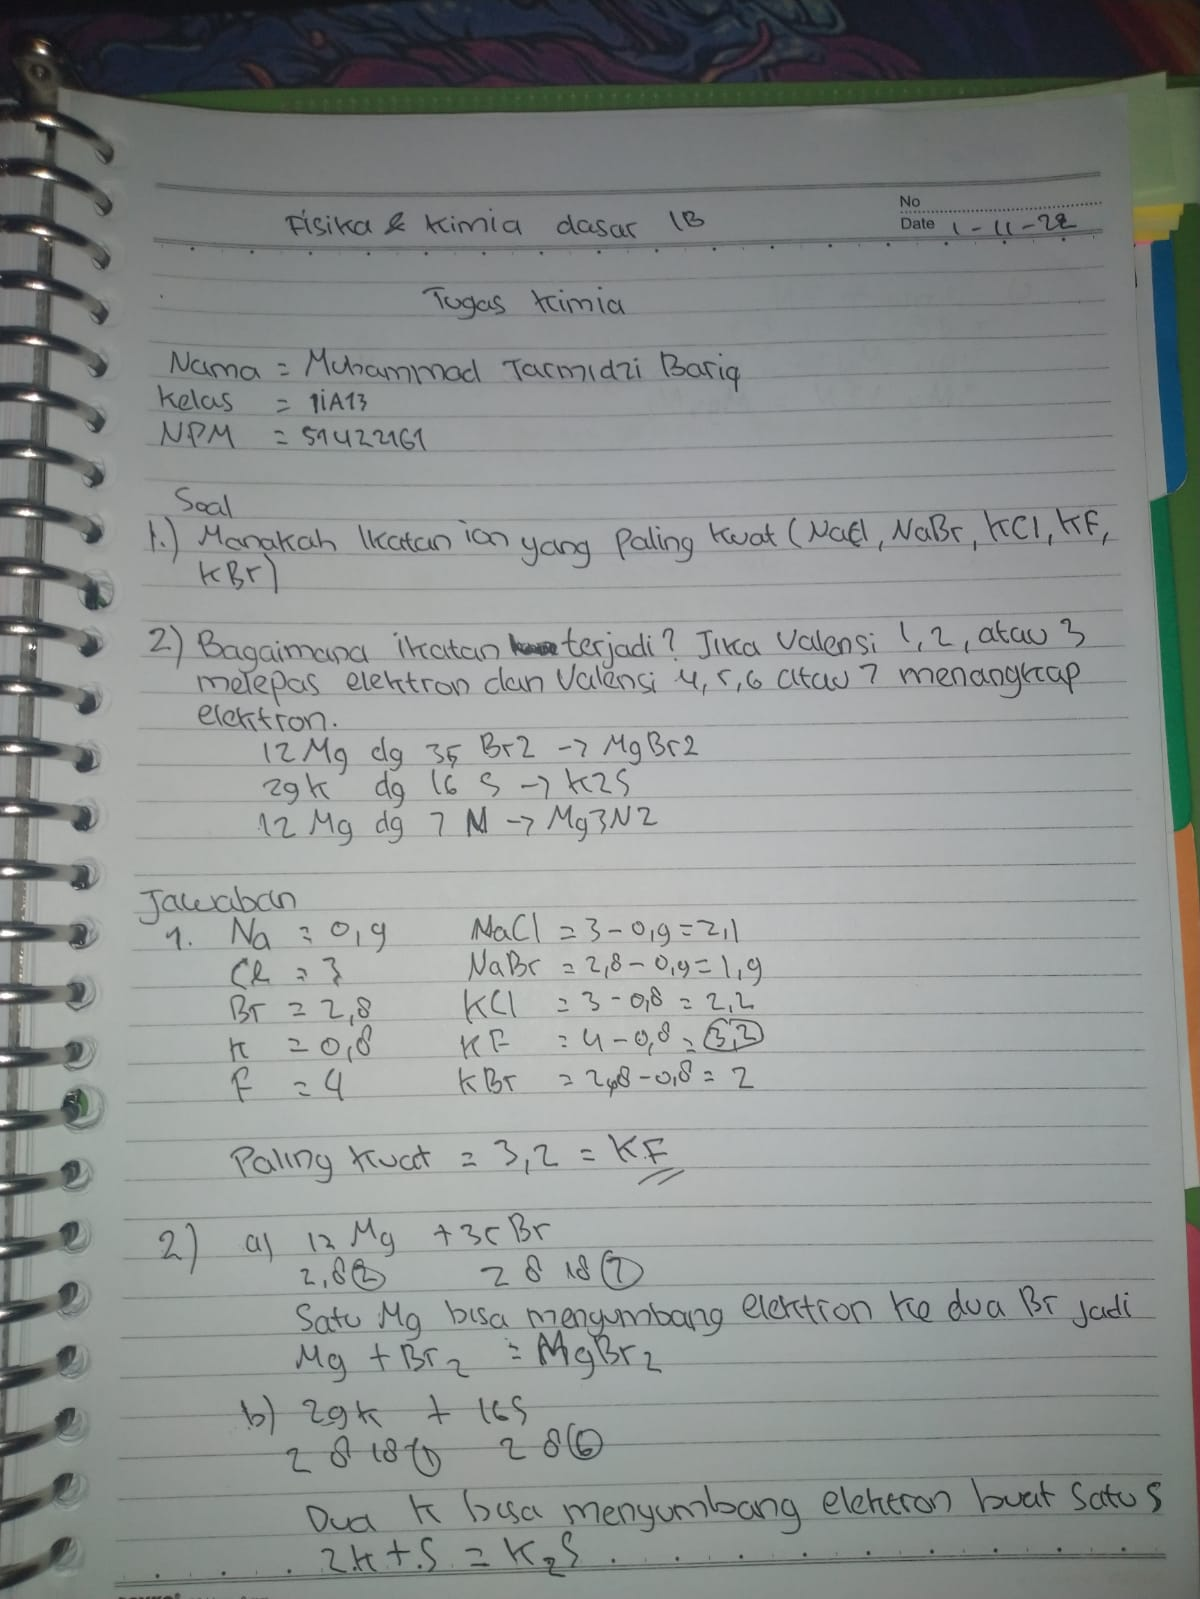 No
Fisika & Kimia dasar 1B
Date 1-11-22
Tugas Kimia
Nama = Muhammad Tarmidzi Bariq
Kelas = 1iA13
NPM = 51422161
Soal
1.) Manakah Ikatan ion yang Paling Kuat (NaCl, NaBr, KCl, KF,
KBr)
2) Bagaimana ikatan terjadi? Jika Valensi 1,2, atau 3
melepas elektron dan Valensi 4,5,6 atau 7 menangkap
elektron.
12 Mg dg 35 Br2 -> MgBr2
29K dg 16 S -> K2S
12 Mg dg 7 N -> Mg3N2
Jawaban
1. Na = 0,9 NaCl = 3-0,9=2,1
Cl = 3 NaBr = 2,8-0,9=1,9
Br = 2,8 KCl = 3-0,8 = 2,2
K = 0,8 KF = 4-0,8 = 3,2
F = 4 KBr = 2,8-0,8 = 2
Paling Kuat = 3,2 = KF
2) a) 12 Mg + 35 Br
2,8 2 2 8 18 7
Satu Mg bisa menyumbang elektron ke dua Br jadi
Mg + Br2 = MgBr2
b) 29K + 16S
2 8 18 1 2 8 6
Dua K bisa menyumbang elektron buat satu S
2K + S = K2S